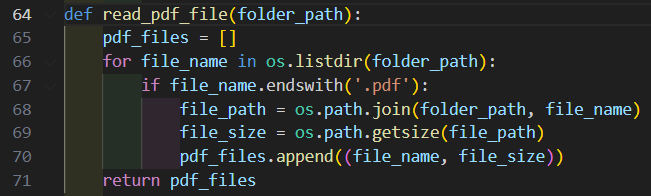 64 def read_pdf_file(folder_path):
65     pdf_files = []
66     for file_name in os.listdir(folder_path):
67         if file_name.endswith('.pdf'):
68             file_path = os.path.join(folder_path, file_name)
69             file_size = os.path.getsize(file_path)
70             pdf_files.append((file_name, file_size))
71     return pdf_files